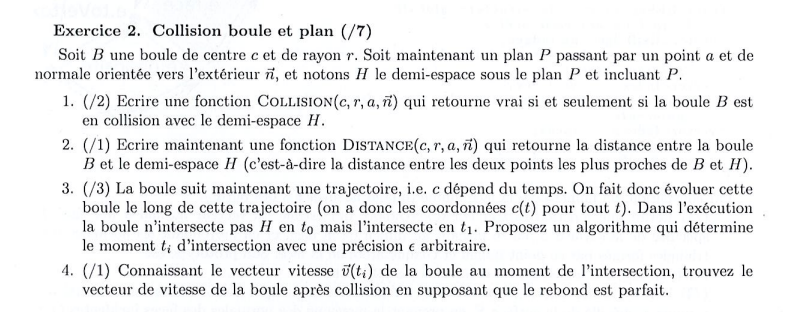 Exercice 2. Collision boule et plan (/7)
Soit B une boule de centre c et de rayon r. Soit maintenant un plan P passant par un point a et de
normale orientée vers l'extérieur n⃗, et notons H le demi-espace sous le plan P et incluant P.
1. (/2) Ecrire une fonction COLLISION(c, r, a, n⃗) qui retourne vrai si et seulement si la boule B est
en collision avec le demi-espace H.
2. (/1) Ecrire maintenant une fonction DISTANCE(c, r, a, n⃗) qui retourne la distance entre la boule
B et le demi-espace H (c'est-à-dire la distance entre les deux points les plus proches de B et H).
3. (/3) La boule suit maintenant une trajectoire, i.e. c dépend du temps. On fait donc évoluer cette
boule le long de cette trajectoire (on a donc les coordonnées c(t) pour tout t). Dans l'exécution
la boule n'intersecte pas H en t₀ mais l'intersecte en t₁. Proposez un algorithme qui détermine
le moment tᵢ d'intersection avec une précision ϵ arbitraire.
4. (/1) Connaissant le vecteur vitesse v⃗(tᵢ) de la boule au moment de l'intersection, trouvez le
vecteur de vitesse de la boule après collision en supposant que le rebond est parfait.